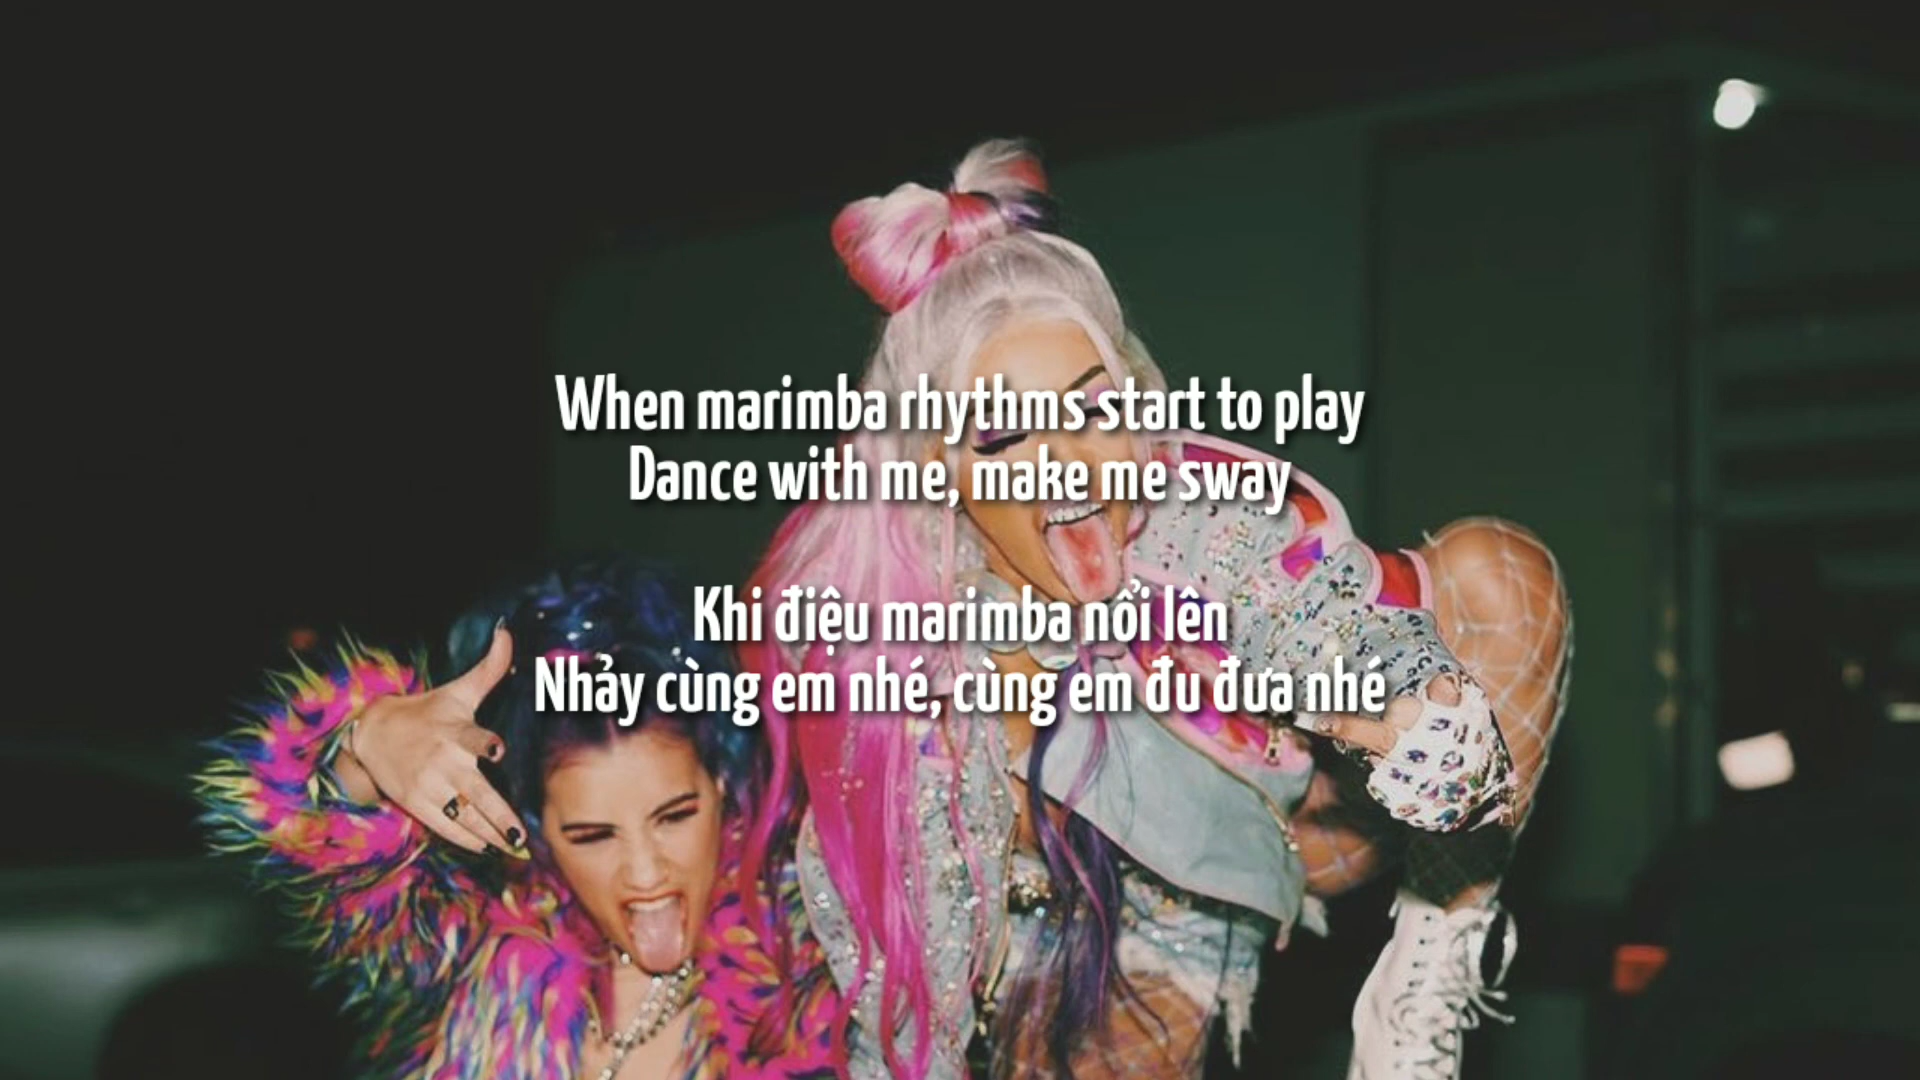 When marimba rhythms start to play
Dance with me, make me sway
Khi điệu marimba nổi lên
Nhảy cùng em nhé, cùng em đu đưa nhé